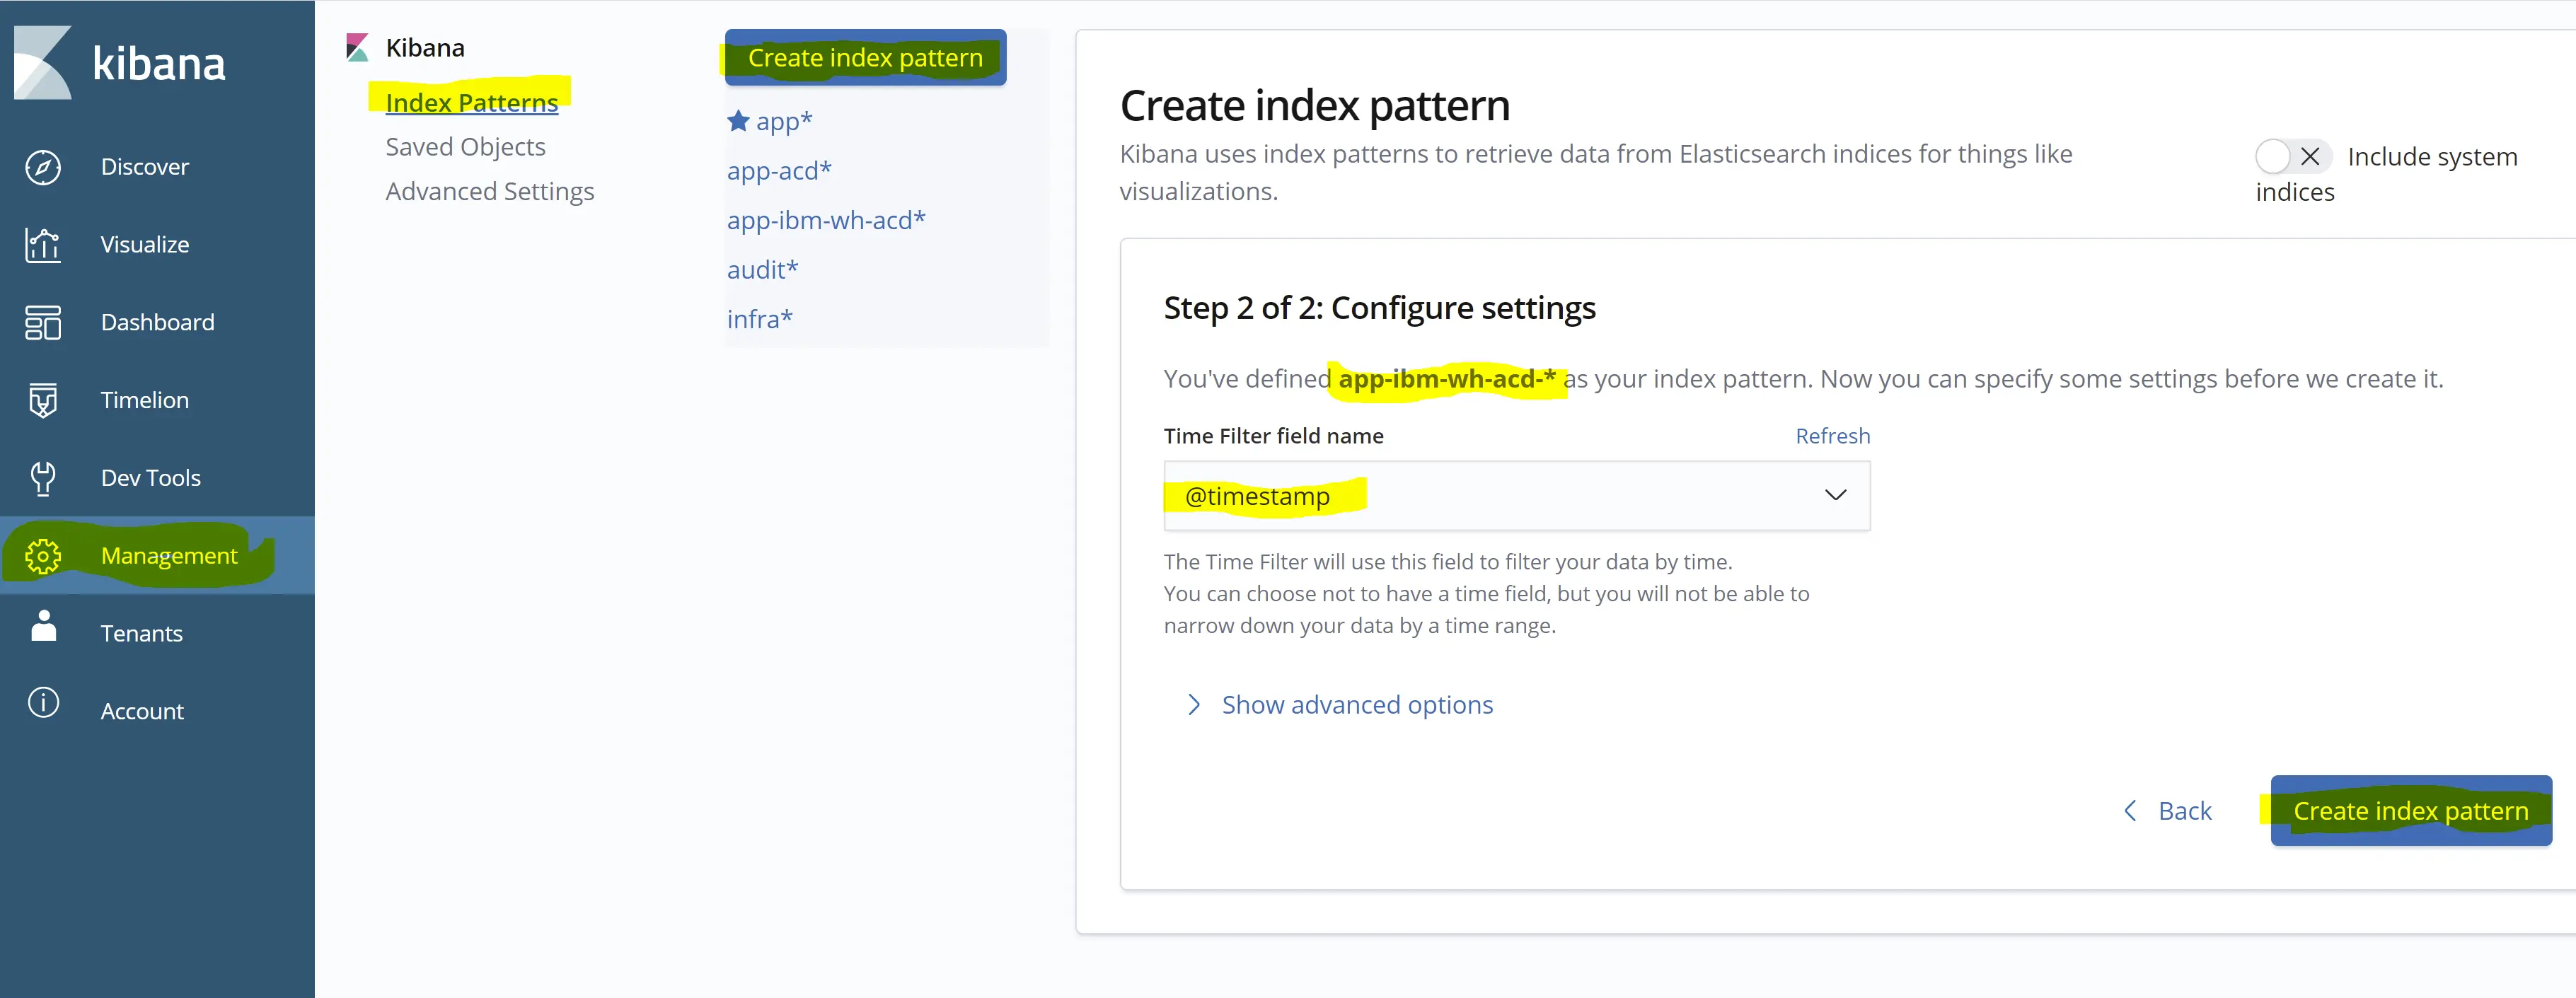 kibana
Discover
Visualize
Dashboard
Timelion
Dev Tools
Management
Tenants
Account
Kibana
Index Patterns
Saved Objects
Advanced Settings
Create index pattern
app*
app-acd*
app-ibm-wh-acd*
audit*
infra*
Create index pattern
Kibana uses index patterns to retrieve data from Elasticsearch indices for things like
visualizations.
Include system
indices
Step 2 of 2: Configure settings
You've defined app-ibm-wh-acd-* as your index pattern. Now you can specify some settings before we create it.
Time Filter field name Refresh
@timestamp
The Time Filter will use this field to filter your data by time.
You can choose not to have a time field, but you will not be able to
narrow down your data by a time range.
Show advanced options
Back Create index pattern